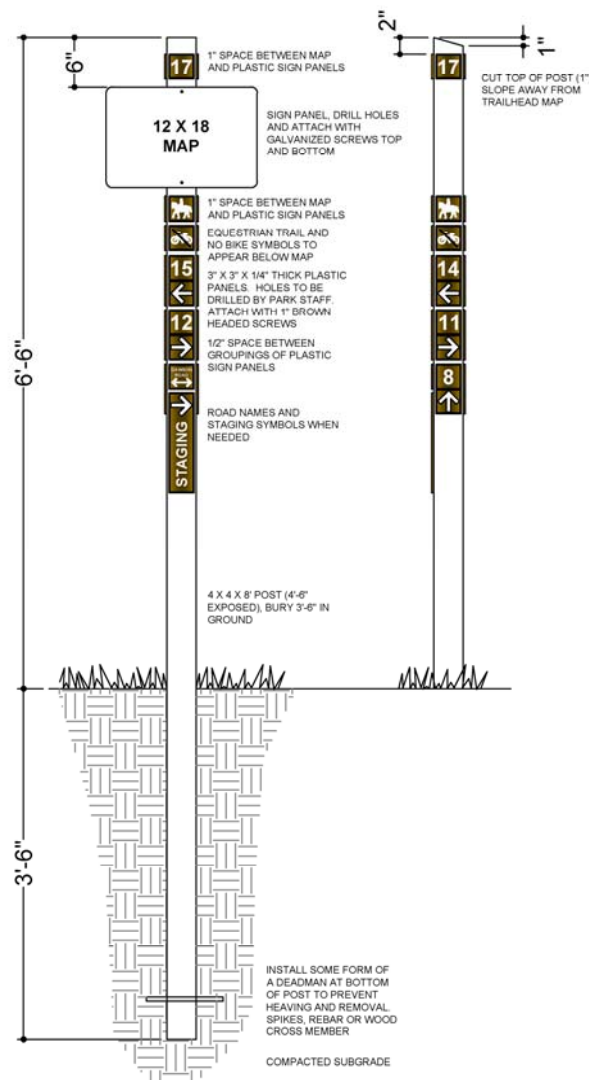 2"
1"
6"
17
1" SPACE BETWEEN MAP
AND PLASTIC SIGN PANELS
17
CUT TOP OF POST (1"
SLOPE AWAY FROM
TRAILHEAD MAP
12 X 18
MAP
SIGN PANEL, DRILL HOLES
AND ATTACH WITH
GALVANIZED SCREWS TOP
AND BOTTOM
1" SPACE BETWEEN MAP
AND PLASTIC SIGN PANELS
EQUESTRIAN TRAIL AND
NO BIKE SYMBOLS TO
APPEAR BELOW MAP
15
3" X 3" X 1/4" THICK PLASTIC
PANELS. HOLES TO BE
DRILLED BY PARK STAFF.
ATTACH WITH 1" BROWN
HEADED SCREWS
14
12
11
1/2" SPACE BETWEEN
GROUPINGS OF PLASTIC
SIGN PANELS
8
ROAD
STAGING
ROAD NAMES AND
STAGING SYMBOLS WHEN
NEEDED
6'-6"
4 X 4 X 8' POST (4'-6"
EXPOSED), BURY 3'-6" IN
GROUND
3'-6"
INSTALL SOME FORM OF
A DEADMAN AT BOTTOM
OF POST TO PREVENT
HEAVING AND REMOVAL.
SPIKES, REBAR OR WOOD
CROSS MEMBER
COMPACTED SUBGRADE